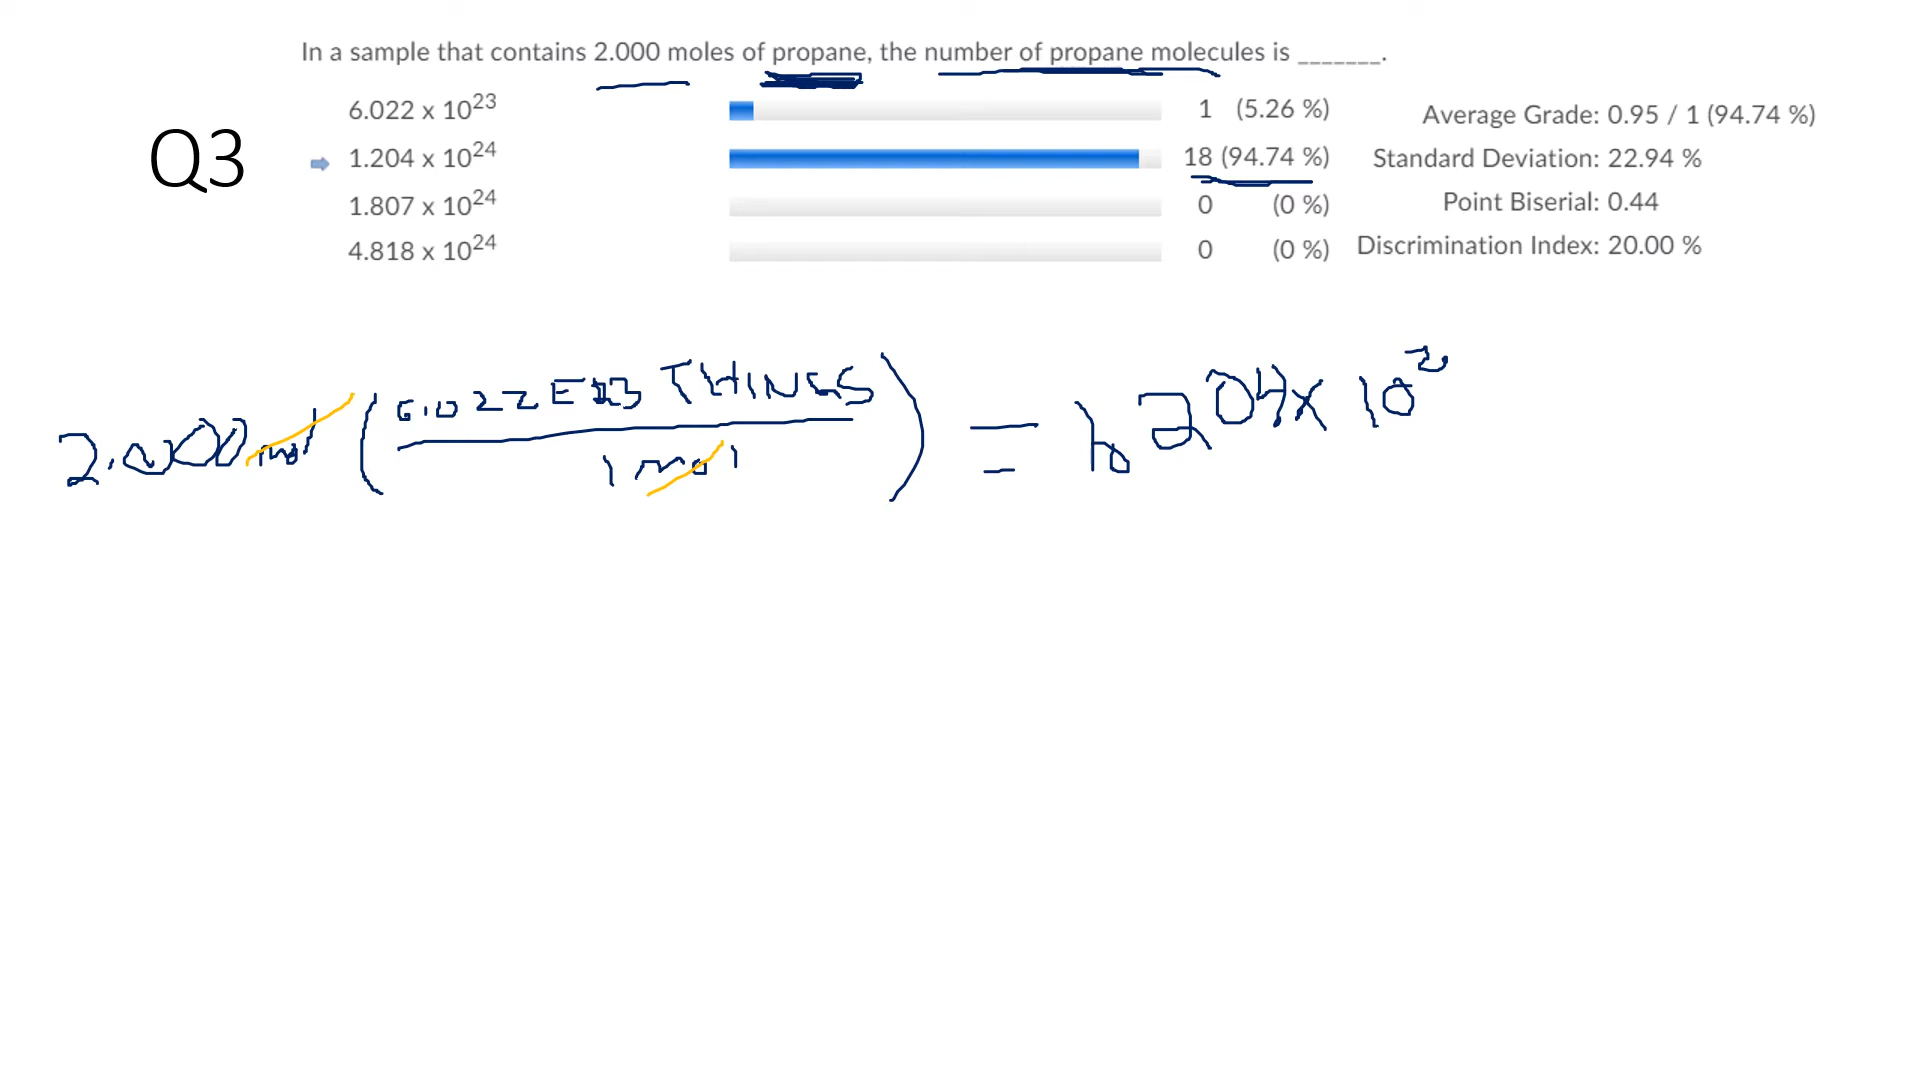 In a sample that contains 2.000 moles of propane, the number of propane molecules is _______.
Q3
6.022 x 10^23 1 (5.26 %) Average Grade: 0.95 / 1 (94.74 %)
1.204 x 10^24 18 (94.74 %) Standard Deviation: 22.94 %
1.807 x 10^24 0 (0 %) Point Biserial: 0.44
4.818 x 10^24 0 (0 %) Discrimination Index: 20.00 %
2.000 mol ( 6.022 E23 THINGS / 1 mol ) = 204 x 10^2